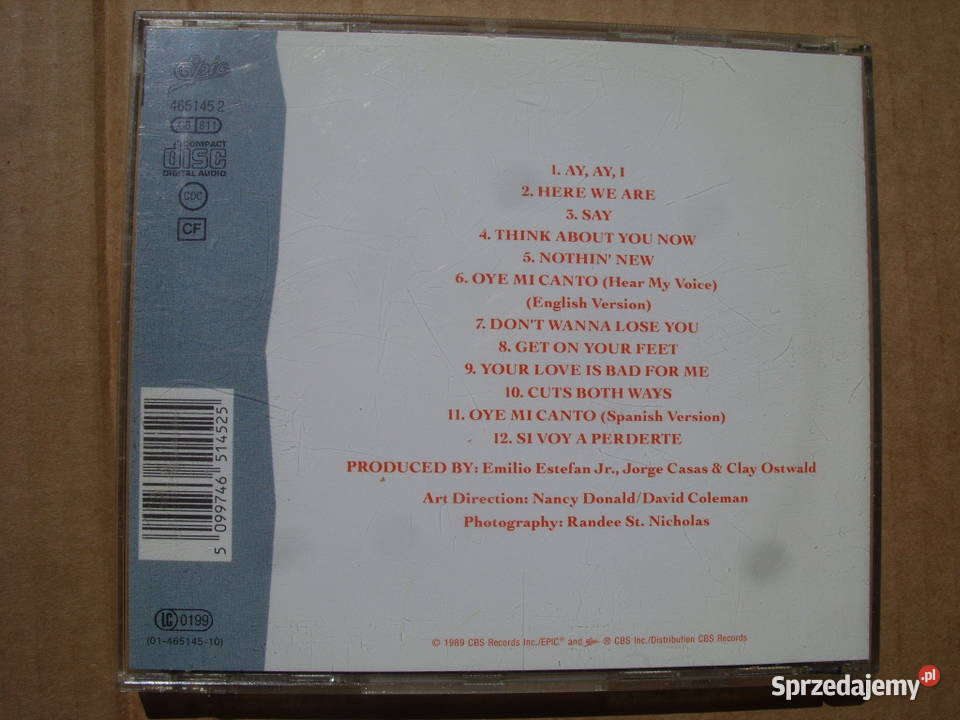 Epic
465145 2
CB 811
COMPACT
disc
DIGITAL AUDIO
CDC
CF
1. AY, AY, I
2. HERE WE ARE
3. SAY
4. THINK ABOUT YOU NOW
5. NOTHIN' NEW
6. OYE MI CANTO (Hear My Voice)
(English Version)
7. DON'T WANNA LOSE YOU
8. GET ON YOUR FEET
9. YOUR LOVE IS BAD FOR ME
10. CUTS BOTH WAYS
11. OYE MI CANTO (Spanish Version)
12. SI VOY A PERDERTE
PRODUCED BY: Emilio Estefan Jr., Jorge Casas & Clay Ostwald
Art Direction: Nancy Donald/David Coleman
Photography: Randee St. Nicholas
5 099746 514525
LC 0199
(01-465145-10)
© 1989 CBS Records Inc./EPIC® and Epic ® CBS Inc./Distribution CBS Records
Sprzedajemy.pl